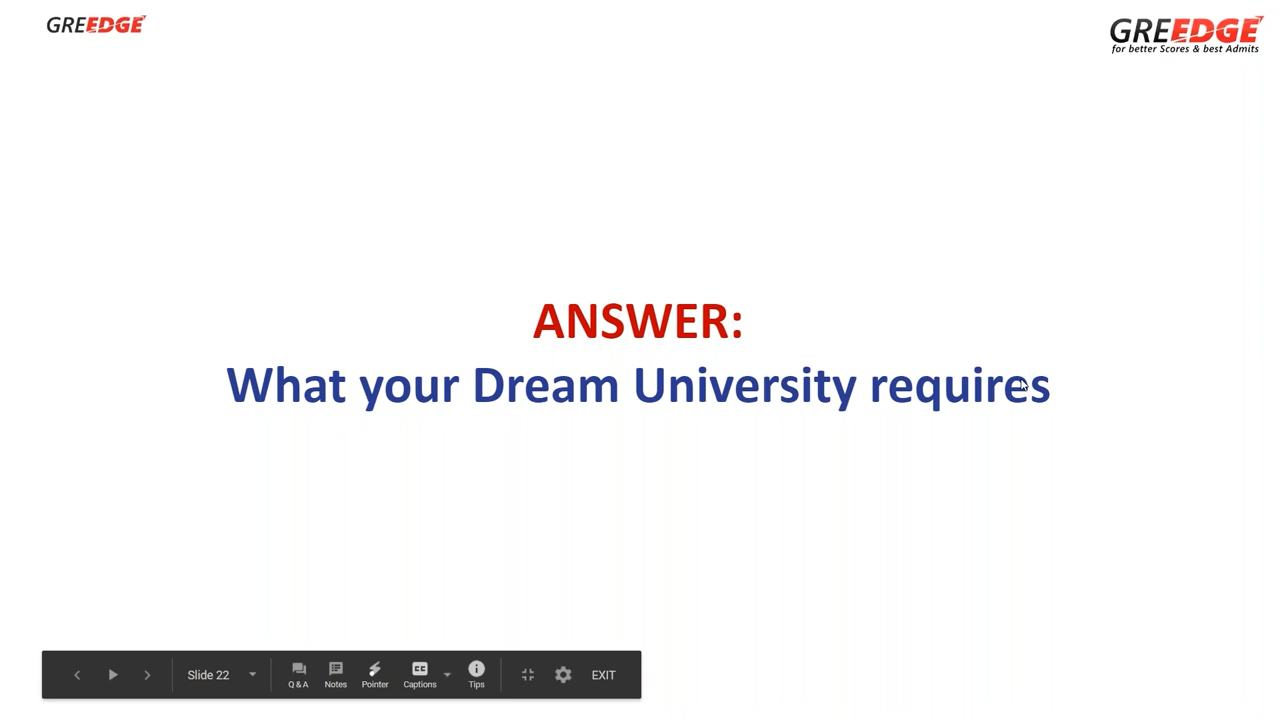 GREEDGE
GREEDGE
for better Scores & best Admits
ANSWER:
What your Dream University requires
Slide 22
Q & A
Notes
Pointer
CC
Captions
Tips
EXIT